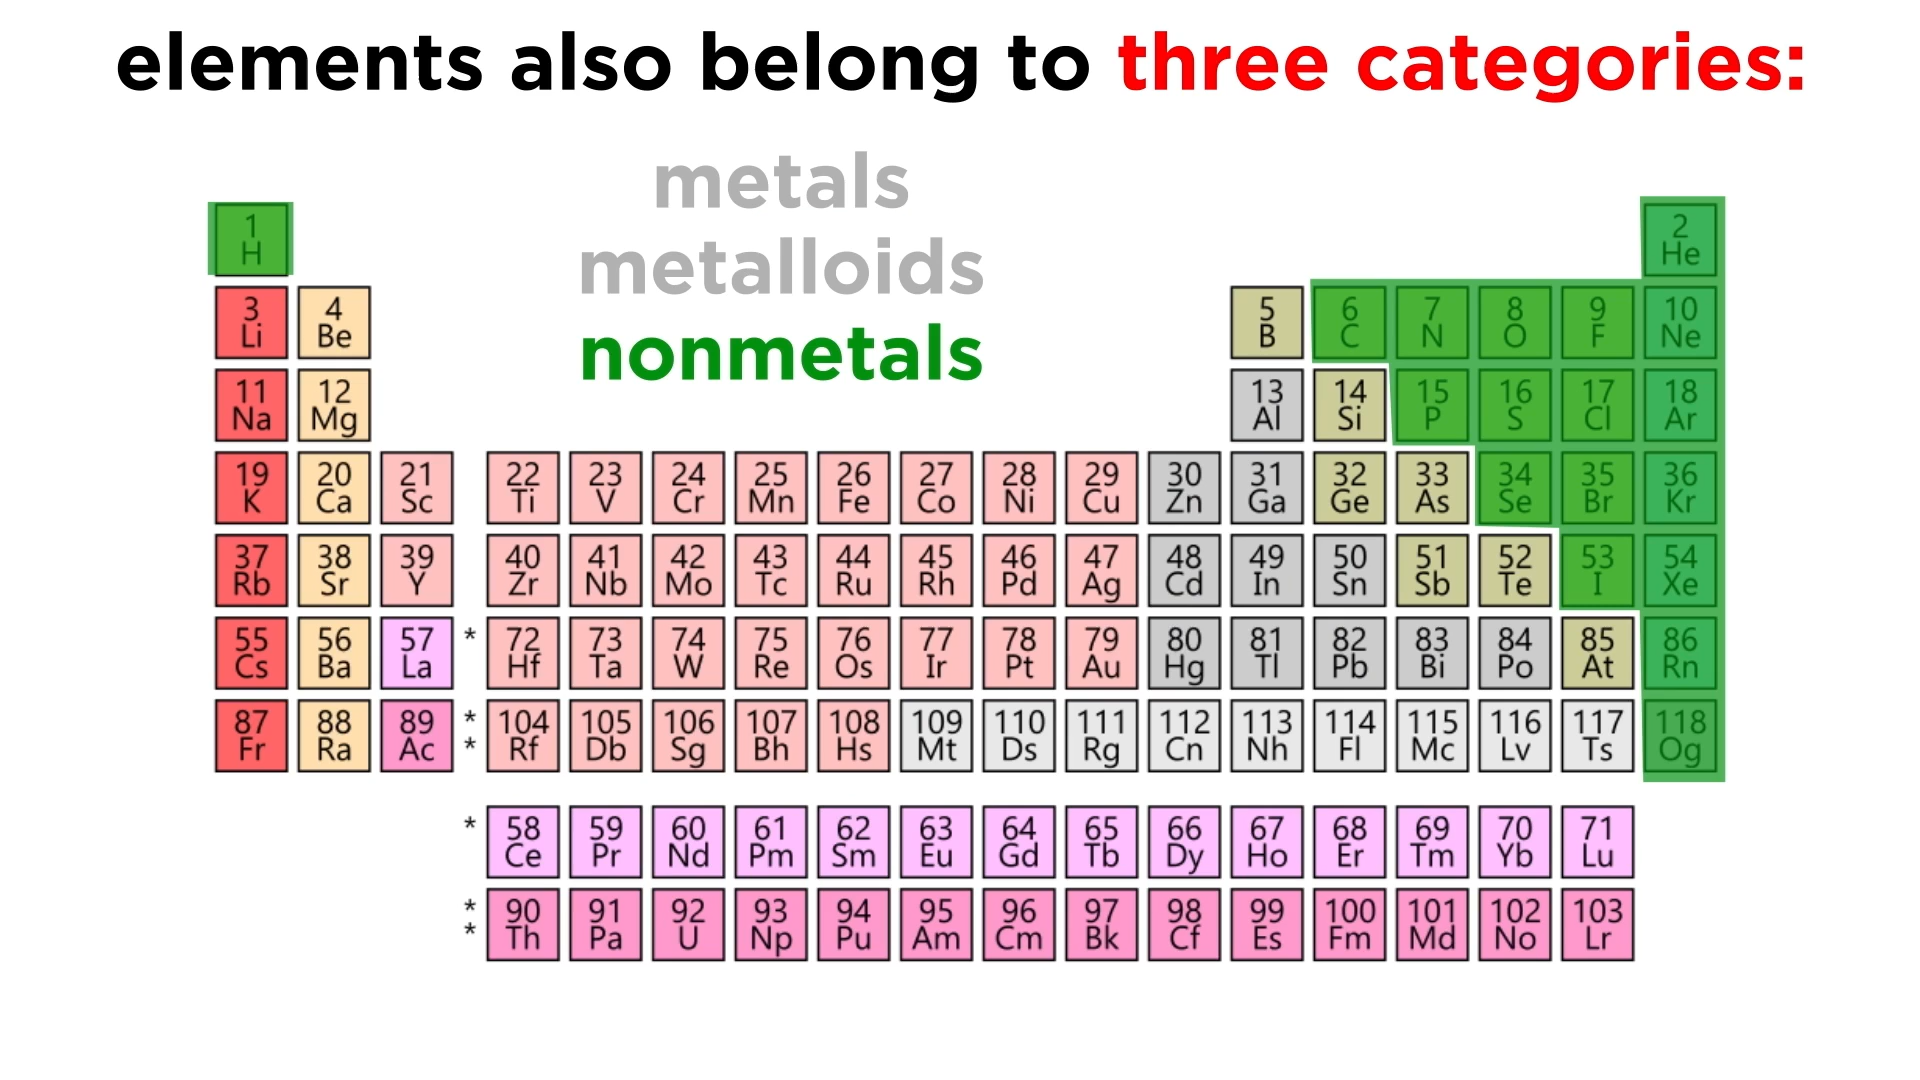 elements also belong to three categories:
metals
metalloids
nonmetals
1 2
H He
3 4 5 6 7 8 9 10
Li Be B C N O F Ne
11 12 13 14 15 16 17 18
Na Mg Al Si P S Cl Ar
19 20 21 22 23 24 25 26 27 28 29 30 31 32 33 34 35 36
K Ca Sc Ti V Cr Mn Fe Co Ni Cu Zn Ga Ge As Se Br Kr
37 38 39 40 41 42 43 44 45 46 47 48 49 50 51 52 53 54
Rb Sr Y Zr Nb Mo Tc Ru Rh Pd Ag Cd In Sn Sb Te I Xe
55 56 57 * 72 73 74 75 76 77 78 79 80 81 82 83 84 85 86
Cs Ba La Hf Ta W Re Os Ir Pt Au Hg Tl Pb Bi Po At Rn
87 88 89 * 104 105 106 107 108 109 110 111 112 113 114 115 116 117 118
Fr Ra Ac * Rf Db Sg Bh Hs Mt Ds Rg Cn Nh Fl Mc Lv Ts Og
* 58 59 60 61 62 63 64 65 66 67 68 69 70 71
Ce Pr Nd Pm Sm Eu Gd Tb Dy Ho Er Tm Yb Lu
* 90 91 92 93 94 95 96 97 98 99 100 101 102 103
* Th Pa U Np Pu Am Cm Bk Cf Es Fm Md No Lr